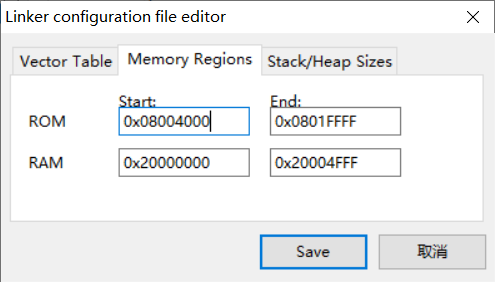 Linker configuration file editor
Vector Table Memory Regions Stack/Heap Sizes
Start: End:
ROM 0x08004000 0x0801FFFF
RAM 0x20000000 0x20004FFF
Save 取消